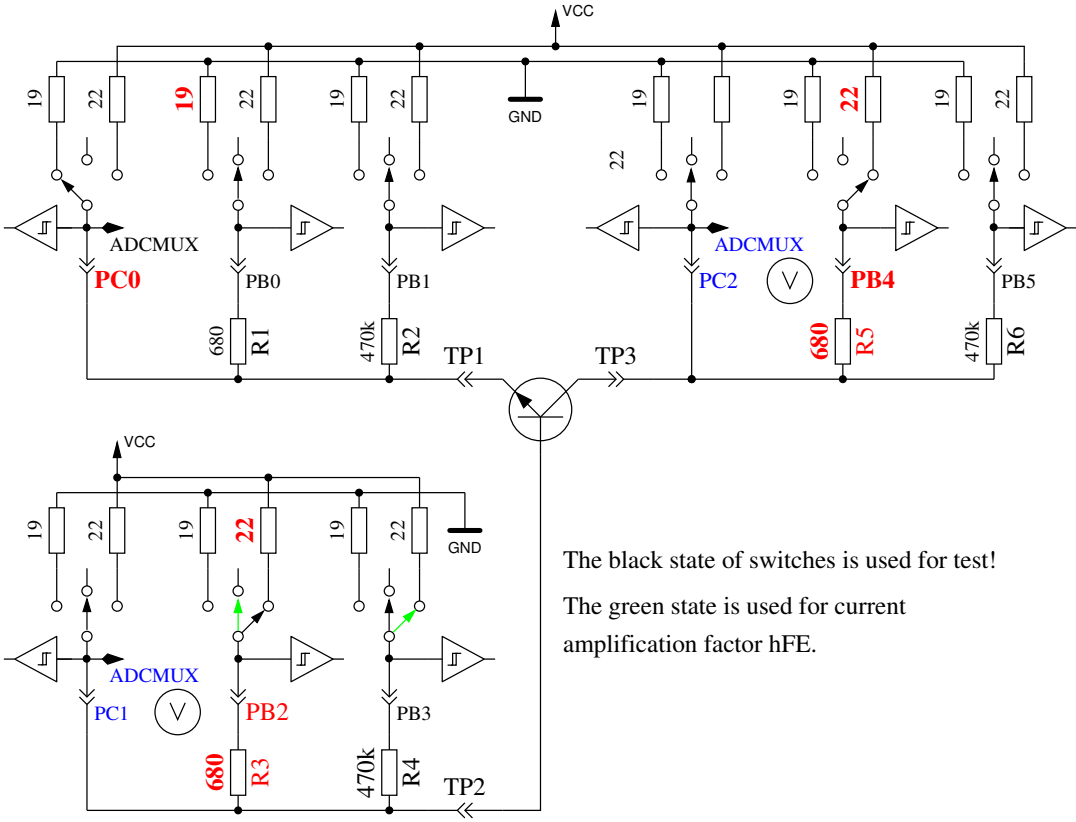 VCC
19
22
19
22
19
22
GND
19
22
19
22
19
22
ADCMUX
PC0
PB0
PB1
ADCMUX
PC2
V
PB4
PB5
680
R1
470k
R2
TP1
TP3
680
R5
470k
R6
VCC
19
22
19
22
19
22
GND
ADCMUX
PC1
V
PB2
PB3
680
R3
470k
R4
TP2
The black state of switches is used for test!
The green state is used for current
amplification factor hFE.